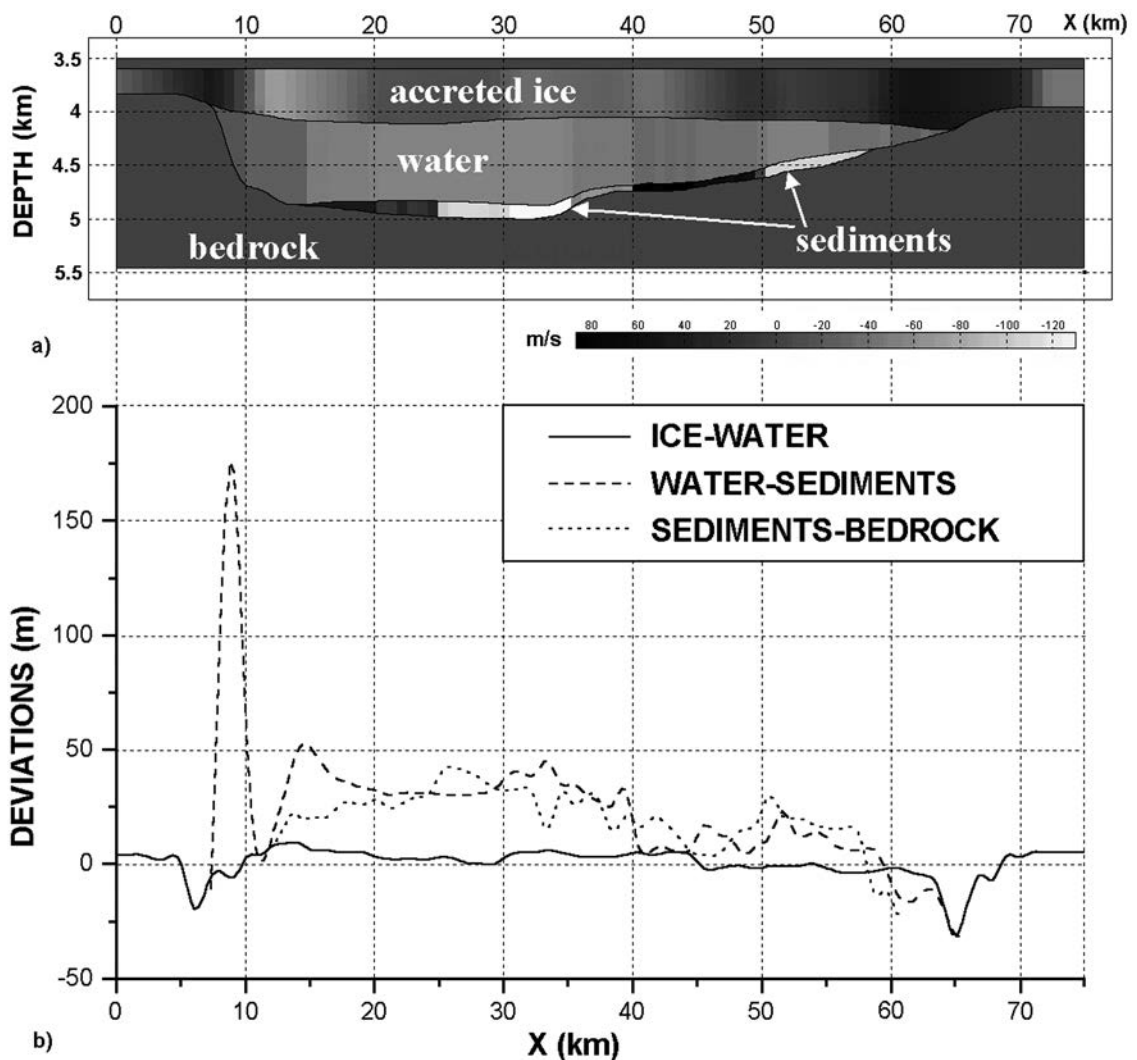 0 10 20 30 40 50 60 70 X (km)
3.5
4
4.5
5
5.5
DEPTH (km)
accreted ice
water
bedrock
sediments
a)
m/s
80 60 40 20 0 -20 -40 -60 -80 -100 -120
200
150
100
50
0
-50
DEVIATIONS (m)
ICE-WATER
WATER-SEDIMENTS
SEDIMENTS-BEDROCK
0 10 20 30 40 50 60 70
X (km)
b)